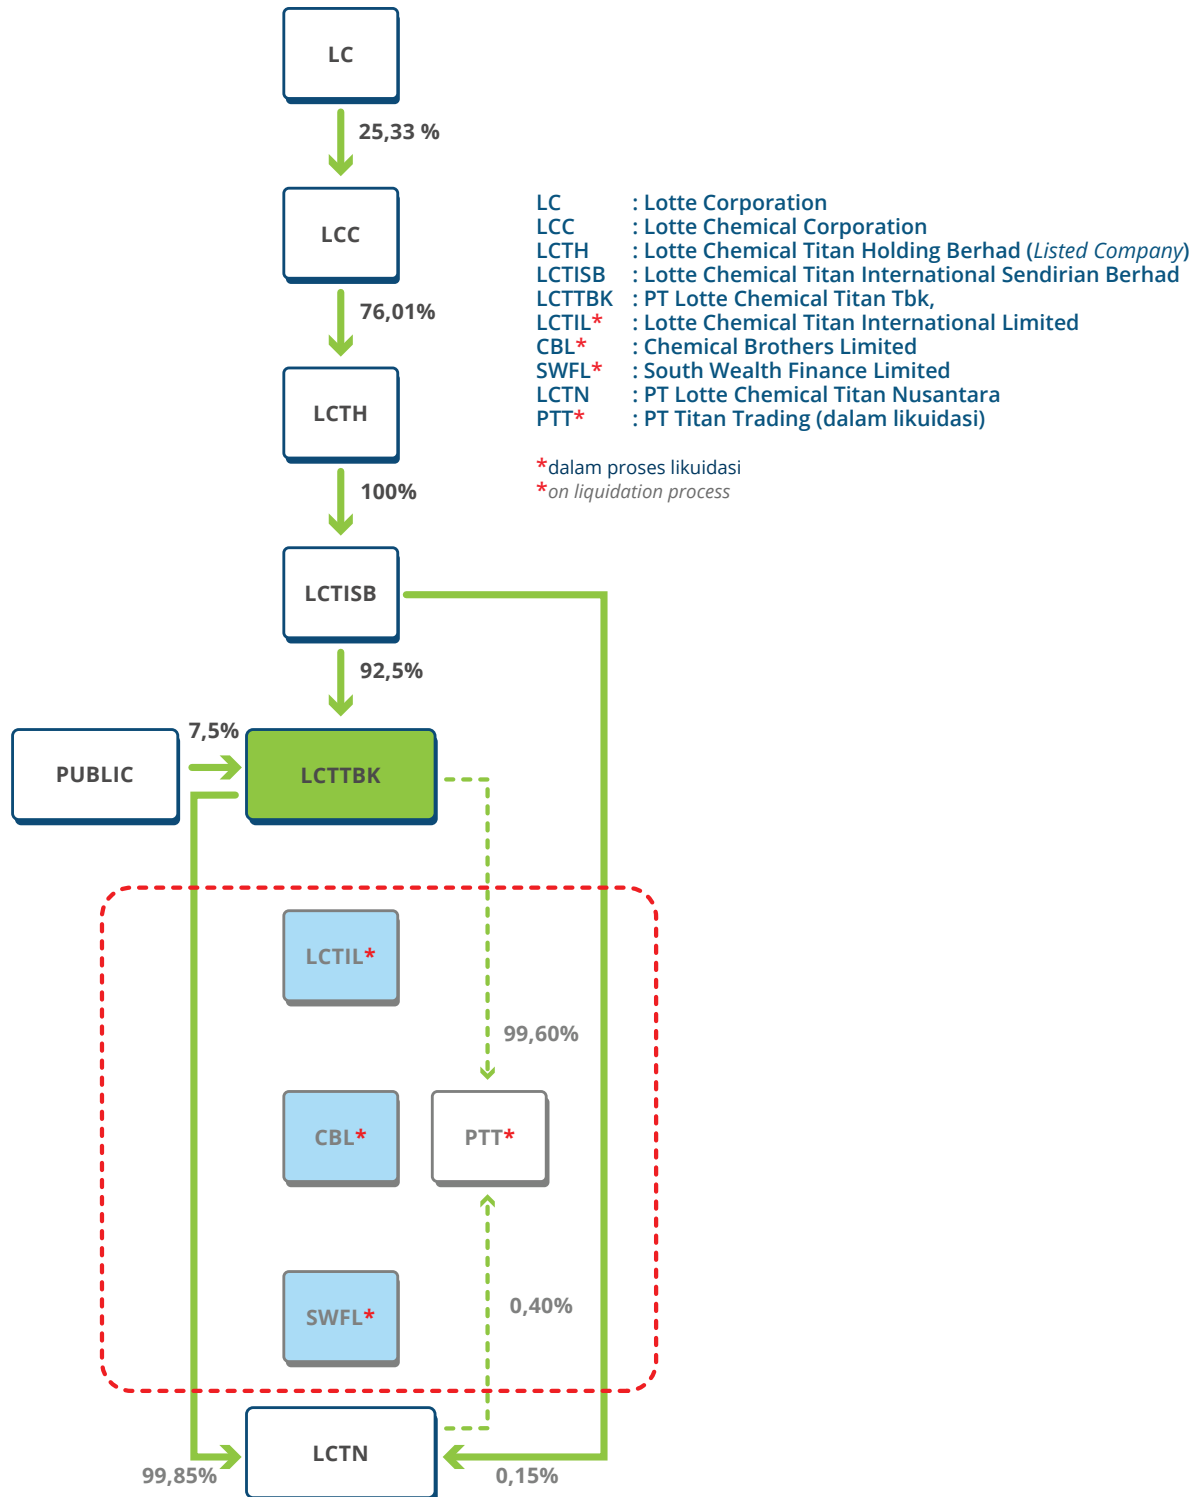 LC
25,33 %
LCC
LC : Lotte Corporation
LCC : Lotte Chemical Corporation
LCTH : Lotte Chemical Titan Holding Berhad (Listed Company)
LCTISB : Lotte Chemical Titan International Sendirian Berhad
LCTTBK : PT Lotte Chemical Titan Tbk,
LCTIL* : Lotte Chemical Titan International Limited
CBL* : Chemical Brothers Limited
SWFL* : South Wealth Finance Limited
LCTN : PT Lotte Chemical Titan Nusantara
PTT* : PT Titan Trading (dalam likuidasi)
*dalam proses likuidasi
*on liquidation process
76,01%
LCTH
100%
LCTISB
92,5%
7,5%
PUBLIC
LCTTBK
LCTIL*
99,60%
CBL*
PTT*
SWFL*
0,40%
LCTN
99,85%
0,15%